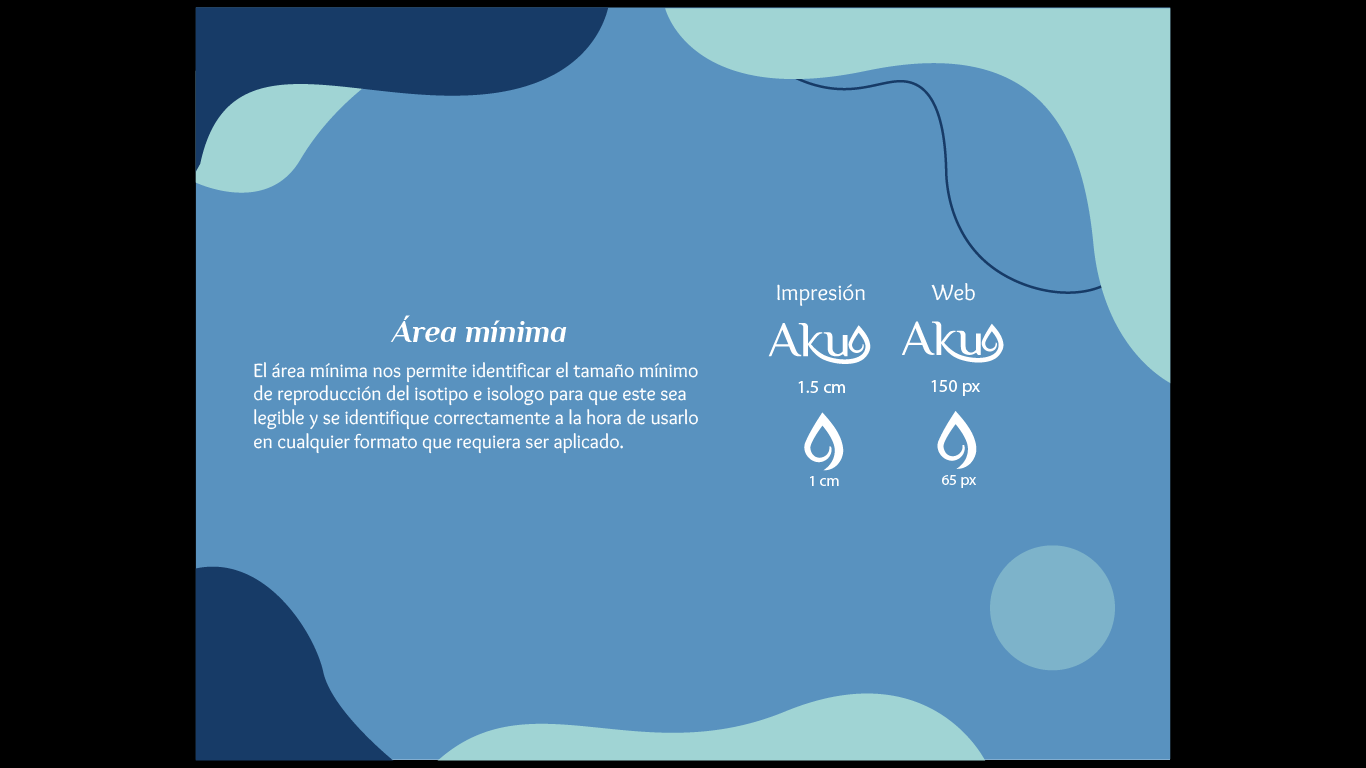 Área mínima
El área mínima nos permite identificar el tamaño mínimo
de reproducción del isotipo e isologo para que este sea
legible y se identifique correctamente a la hora de usarlo
en cualquier formato que requiera ser aplicado.
Impresión Web
Akua Akua
1.5 cm 150 px
1 cm 65 px